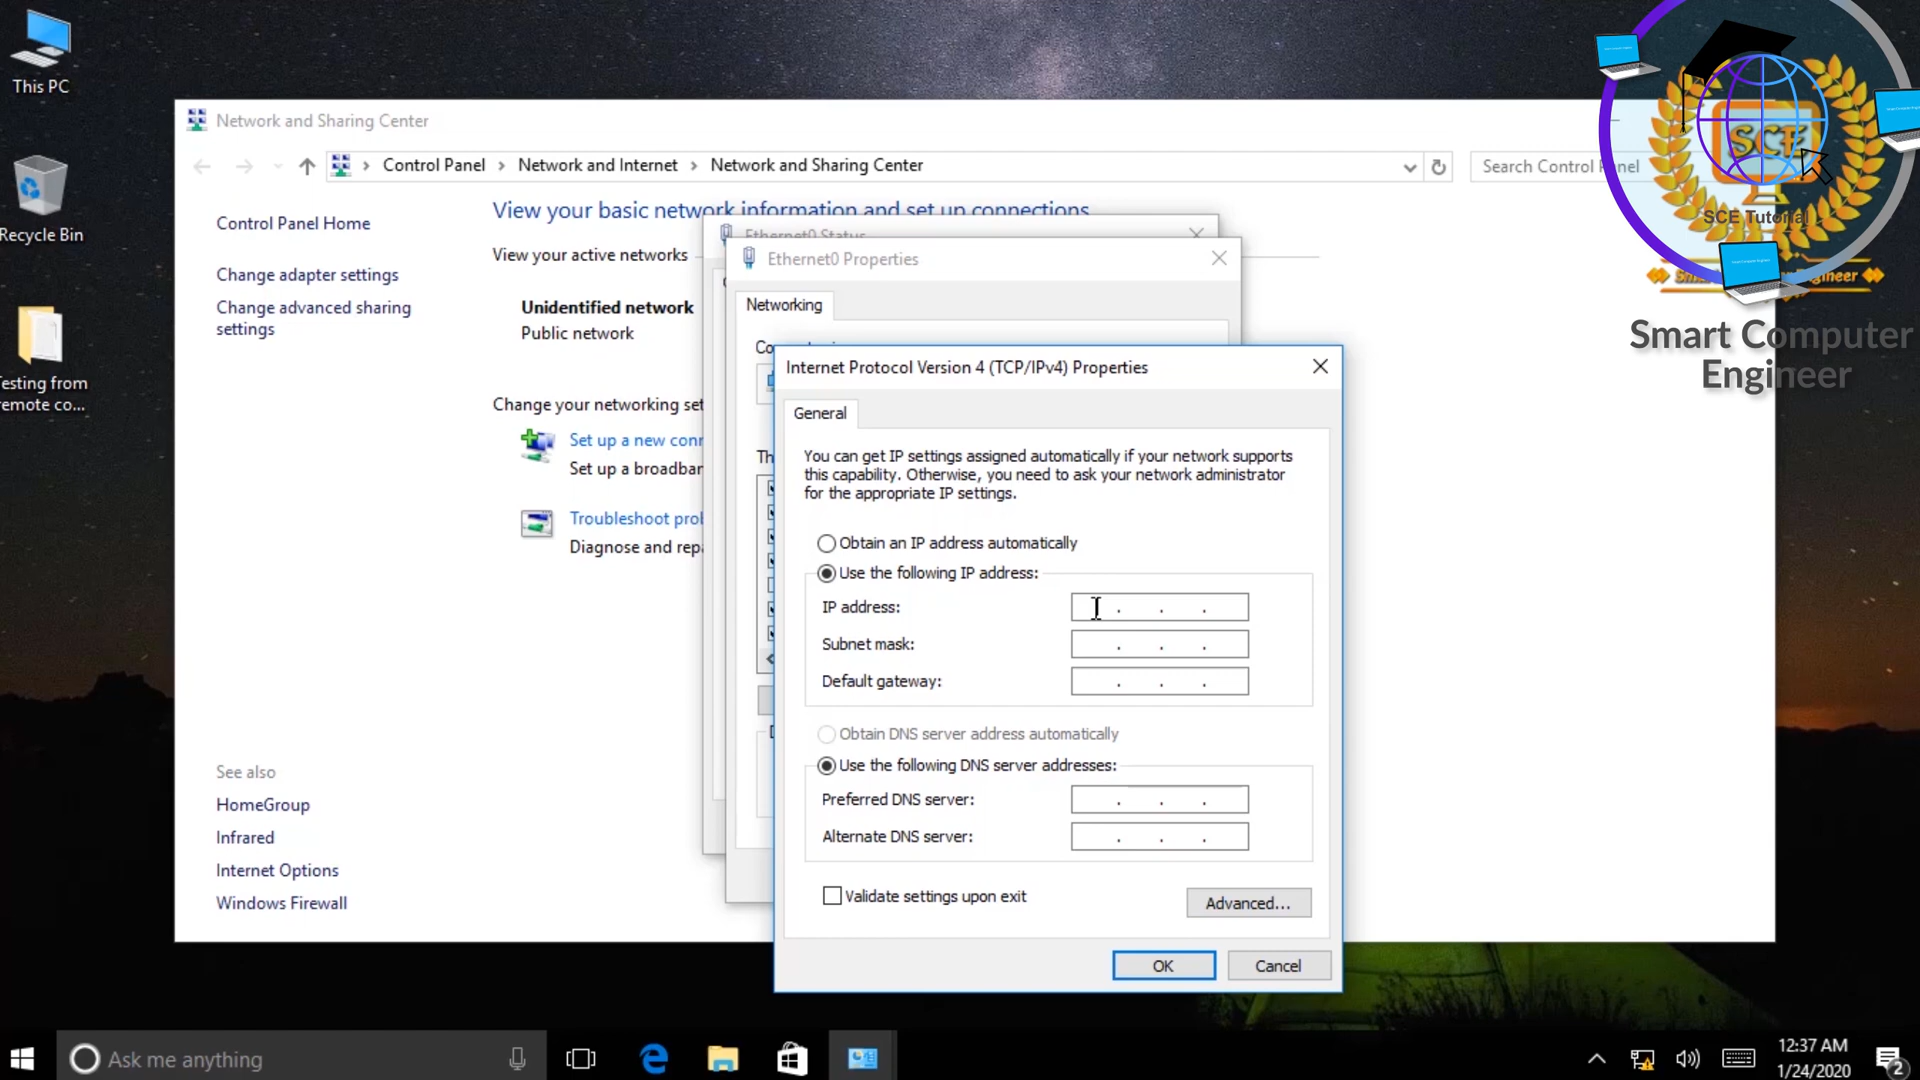 This PC
Recycle Bin
Testing from
remote co...
Network and Sharing Center
Control Panel
Network and Internet
Network and Sharing Center
Search Control Panel
Control Panel Home
Change adapter settings
Change advanced sharing
settings
View your basic network information and set up connections
View your active networks
Unidentified network
Public network
Change your networking set
Set up a new conn
Set up a broadban
Troubleshoot prob
Diagnose and repa
See also
HomeGroup
Infrared
Internet Options
Windows Firewall
Ethernet0 Status
Ethernet0 Properties
Networking
Internet Protocol Version 4 (TCP/IPv4) Properties
General
You can get IP settings assigned automatically if your network supports
this capability. Otherwise, you need to ask your network administrator
for the appropriate IP settings.
Obtain an IP address automatically
Use the following IP address:
IP address:
Subnet mask:
Default gateway:
Obtain DNS server address automatically
Use the following DNS server addresses:
Preferred DNS server:
Alternate DNS server:
Validate settings upon exit
Advanced...
OK
Cancel
SCE
SCE Tutorial
Smart Computer
Engineer
Ask me anything
12:37 AM
1/24/2020
2